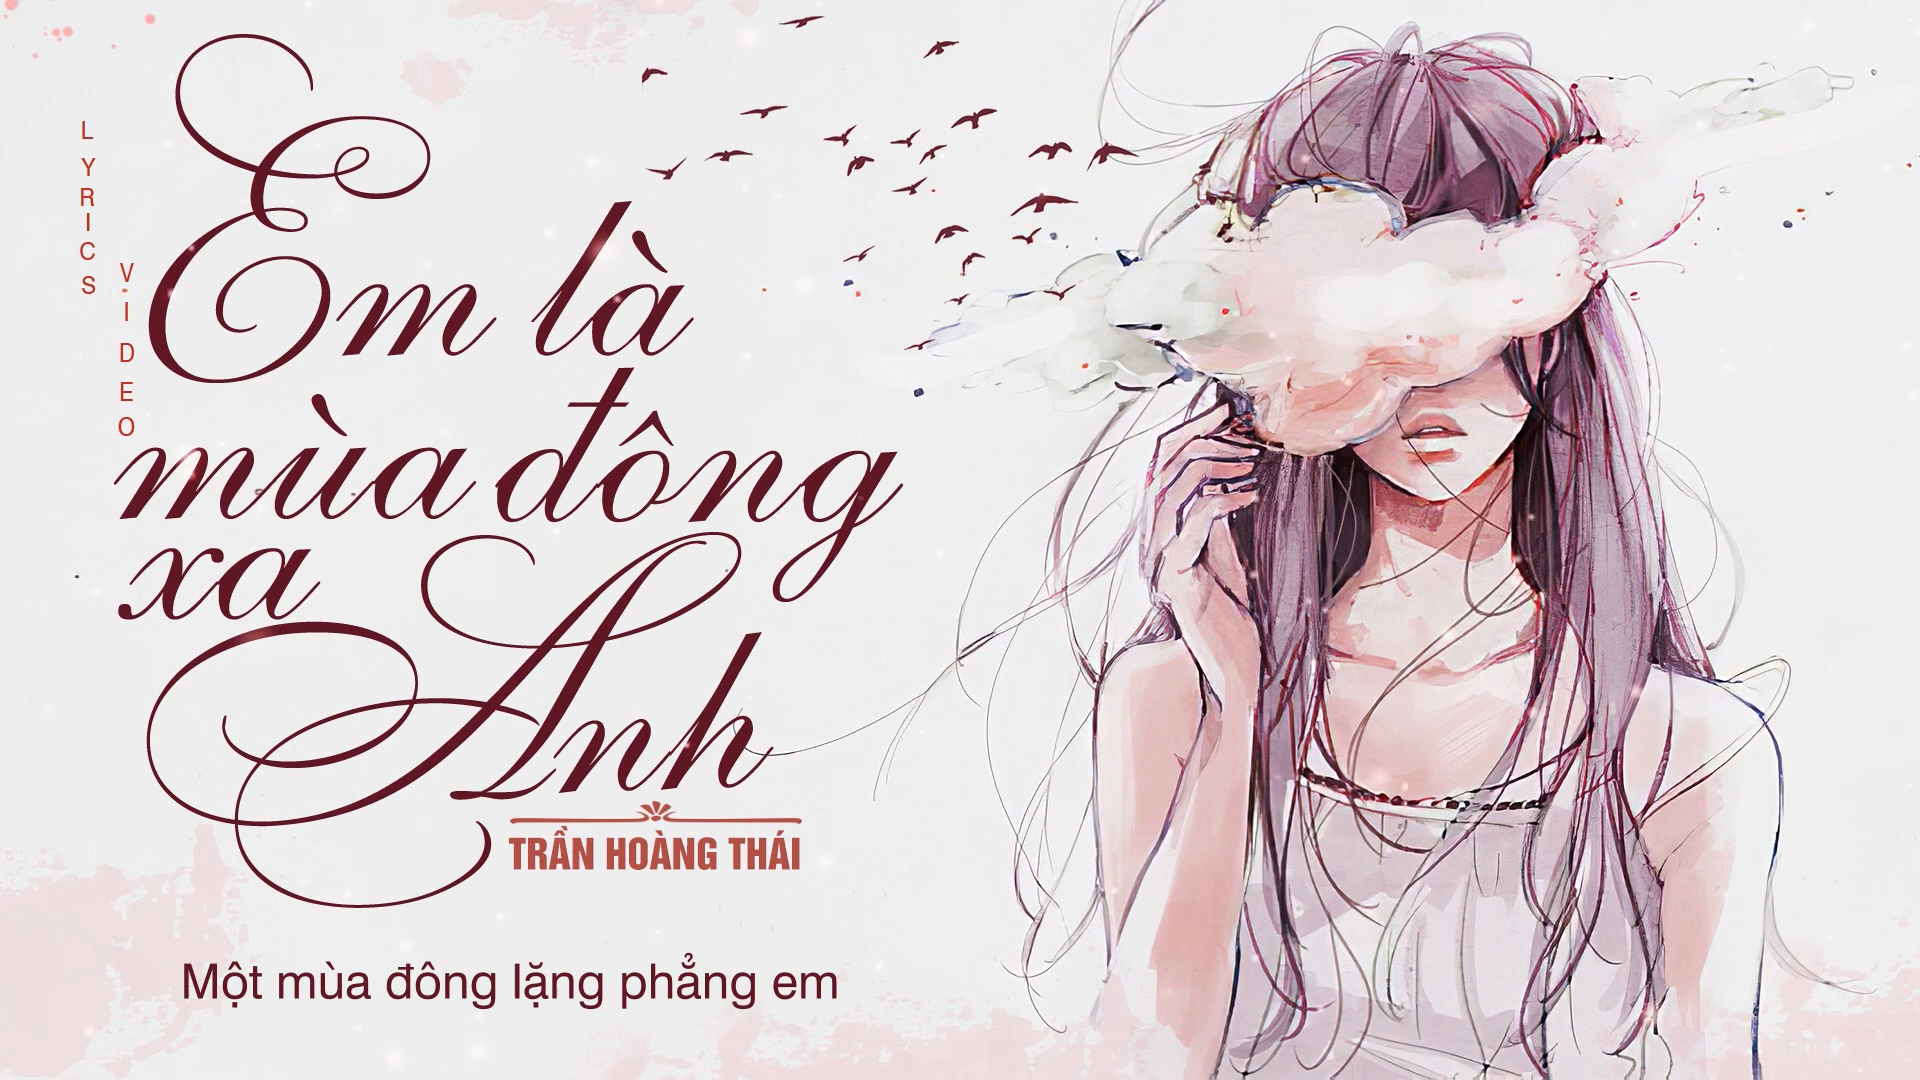 LYRICS
VIDEO
Em là
mùa đông
xa Anh
TRẦN HOÀNG THÁI
Một mùa đông lặng phẳng em